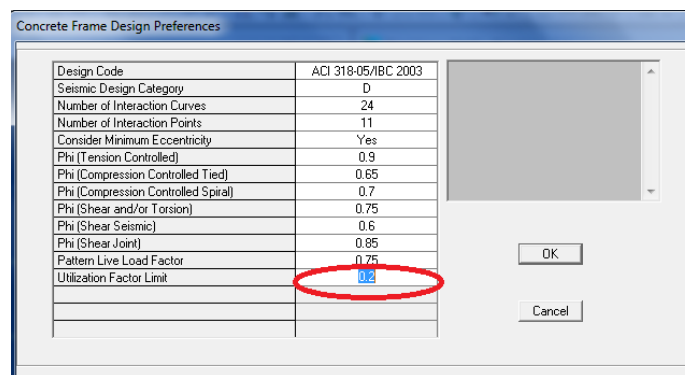 Concrete Frame Design Preferences
Design Code ACI 318-05/IBC 2003
Seismic Design Category D
Number of Interaction Curves 24
Number of Interaction Points 11
Consider Minimum Eccentricity Yes
Phi (Tension Controlled) 0.9
Phi (Compression Controlled Tied) 0.65
Phi (Compression Controlled Spiral) 0.7
Phi (Shear and/or Torsion) 0.75
Phi (Shear Seismic) 0.6
Phi (Shear Joint) 0.85
Pattern Live Load Factor 0.75
Utilization Factor Limit 0.2
OK
Cancel